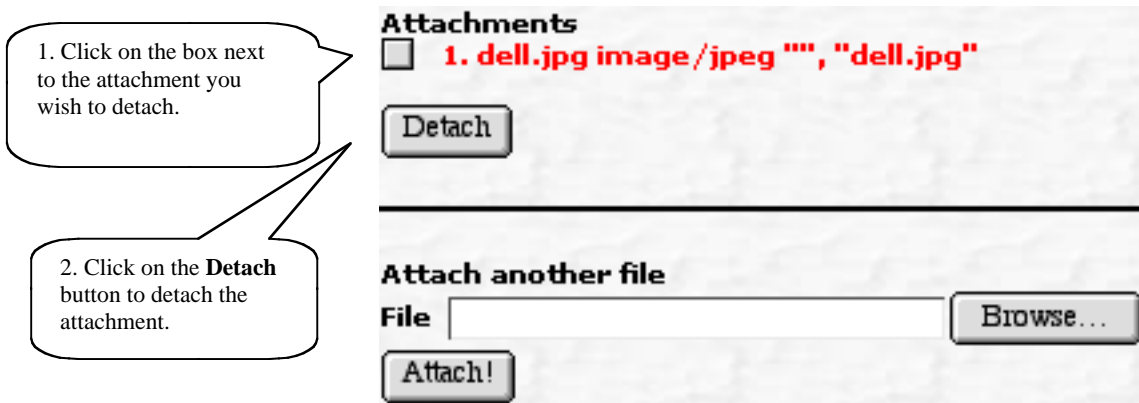 1. Click on the box next
to the attachment you
wish to detach.
Attachments
1. dell.jpg image/jpeg "", "dell.jpg"
Detach
2. Click on the Detach
button to detach the
attachment.
Attach another file
File
Browse...
Attach!